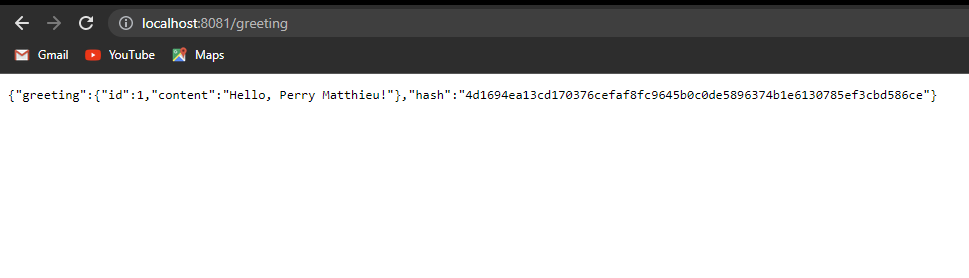 localhost:8081/greeting
Gmail YouTube Maps
{"greeting":{"id":1,"content":"Hello, Perry Matthieu!"},"hash":"4d1694ea13cd170376cefaf8fc9645b0c0de5896374b1e6130785ef3cbd586ce"}